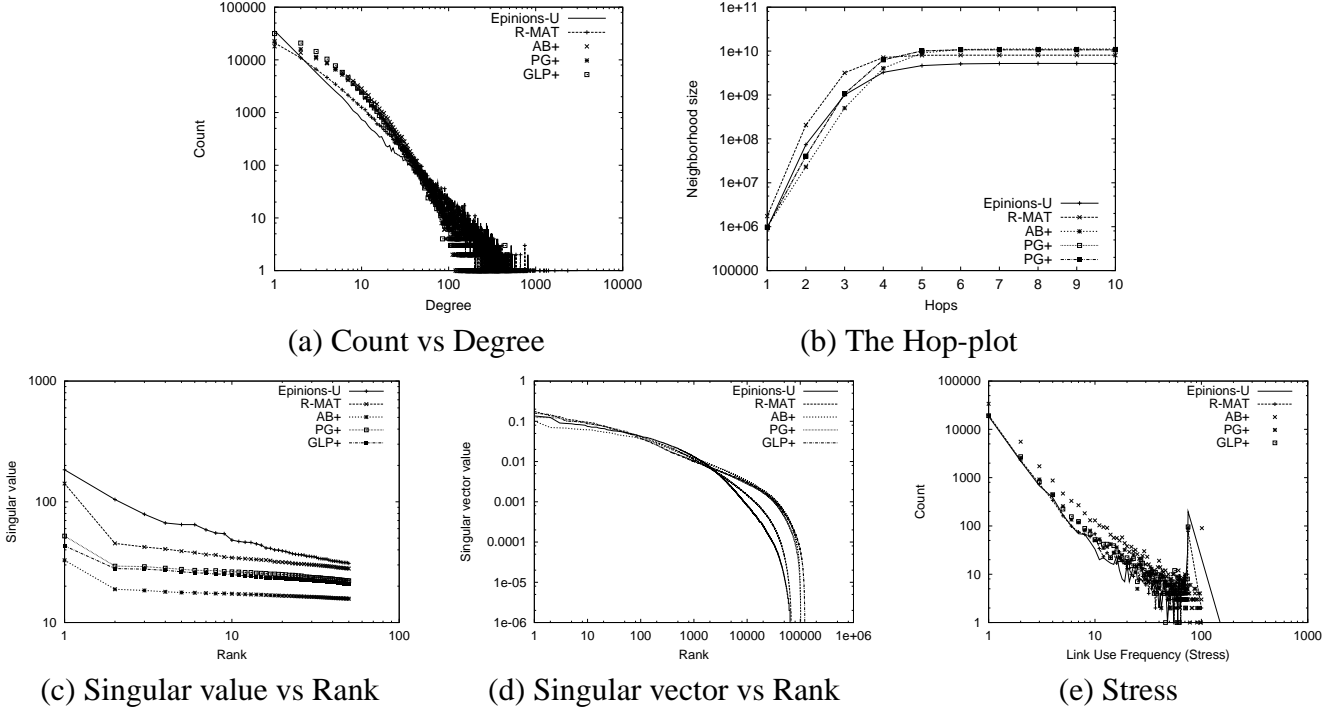 100000
10000
1000
100
10
1
1
10
100
1000
10000
Count
Degree
Epinions-U
R-MAT
AB+
PG+
GLP+
(a) Count vs Degree
1e+11
1e+10
1e+09
1e+08
1e+07
1e+06
100000
1
2
3
4
5
6
7
8
9
10
Neighborhood size
Hops
Epinions-U
R-MAT
AB+
PG+
PG+
(b) The Hop-plot
1000
100
10
1
10
100
Singular value
Rank
Epinions-U
R-MAT
AB+
PG+
GLP+
(c) Singular value vs Rank
1
0.1
0.01
0.001
0.0001
1e-05
1e-06
1
10
100
1000
10000
100000
1e+06
Singular vector value
Rank
Epinions-U
R-MAT
AB+
PG+
GLP+
(d) Singular vector vs Rank
100000
10000
1000
100
10
1
1
10
100
1000
Count
Link Use Frequency (Stress)
Epinions-U
R-MAT
AB+
PG+
GLP+
(e) Stress